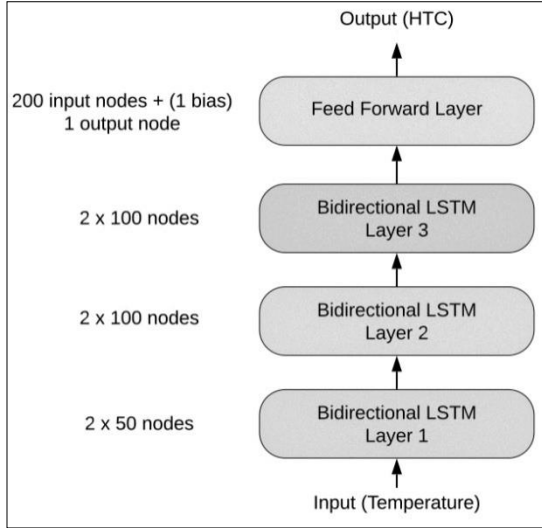 Output (HTC)
200 input nodes + (1 bias)
1 output node
Feed Forward Layer
2 x 100 nodes
Bidirectional LSTM
Layer 3
2 x 100 nodes
Bidirectional LSTM
Layer 2
2 x 50 nodes
Bidirectional LSTM
Layer 1
Input (Temperature)